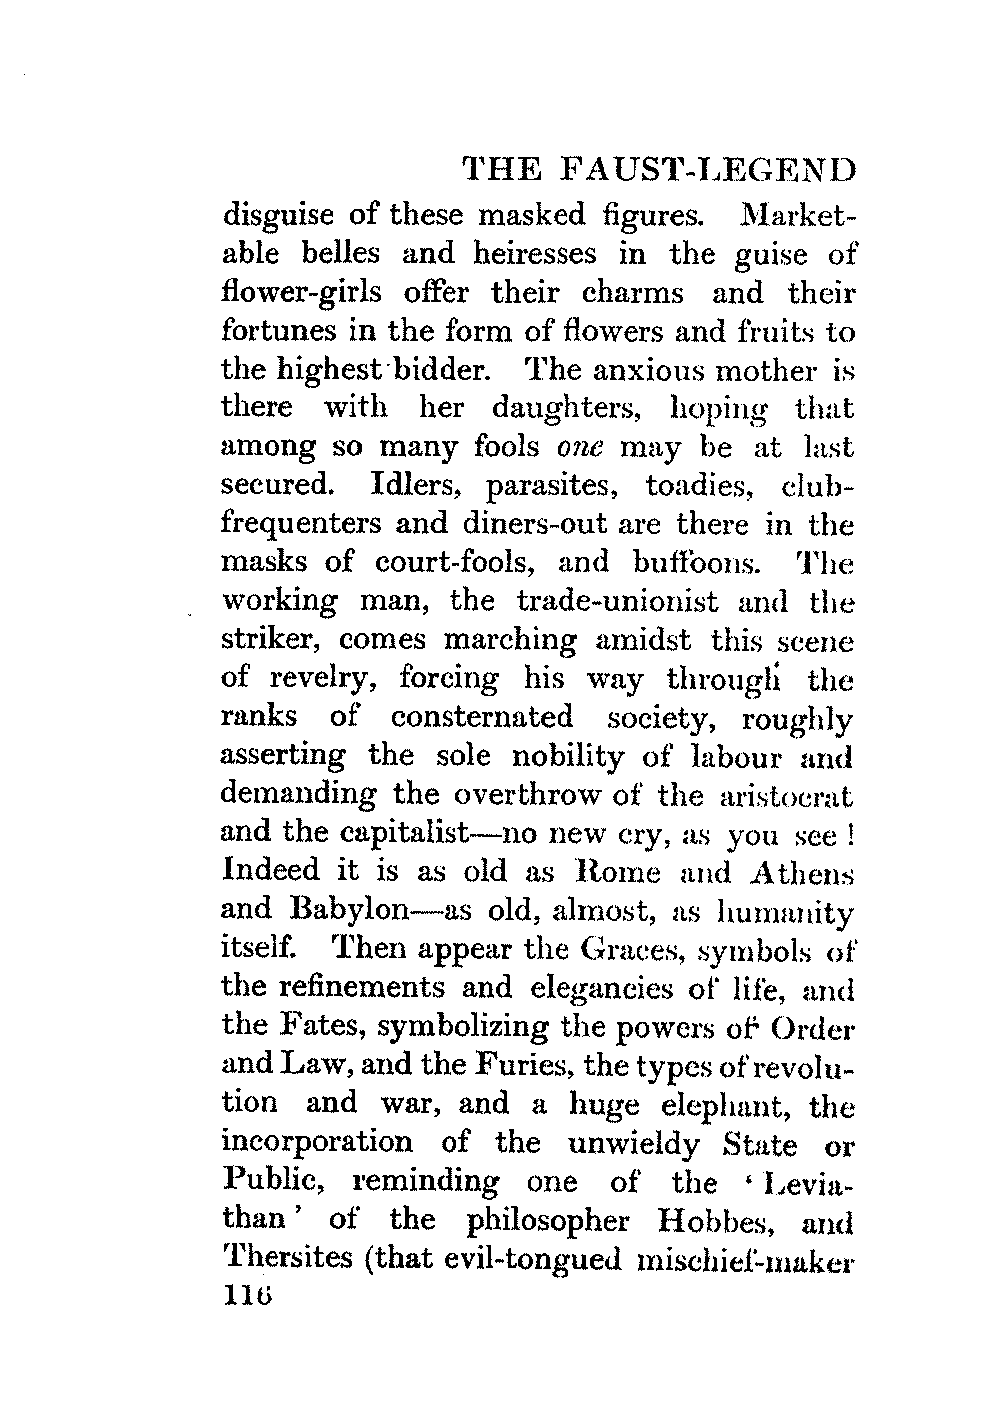 THE FAUST-LEGEND
disguise of these masked figures. Market-
able belles and heiresses in the guise of
flower-girls offer their charms and their
fortunes in the form of flowers and fruits to
the highest bidder. The anxious mother is
there with her daughters, hoping that
among so many fools one may be at last
secured. Idlers, parasites, toadies, club-
frequenters and diners-out are there in the
masks of court-fools, and buffoons. The
working man, the trade-unionist and the
striker, comes marching amidst this scene
of revelry, forcing his way through the
ranks of consternated society, roughly
asserting the sole nobility of labour and
demanding the overthrow of the aristocrat
and the capitalist—no new cry, as you see !
Indeed it is as old as Rome and Athens
and Babylon—as old, almost, as humanity
itself. Then appear the Graces, symbols of
the refinements and elegancies of life, and
the Fates, symbolizing the powers of Order
and Law, and the Furies, the types of revolu-
tion and war, and a huge elephant, the
incorporation of the unwieldy State or
Public, reminding one of the ‘ Levia-
than ’ of the philosopher Hobbes, and
Thersites (that evil-tongued mischief-maker
116